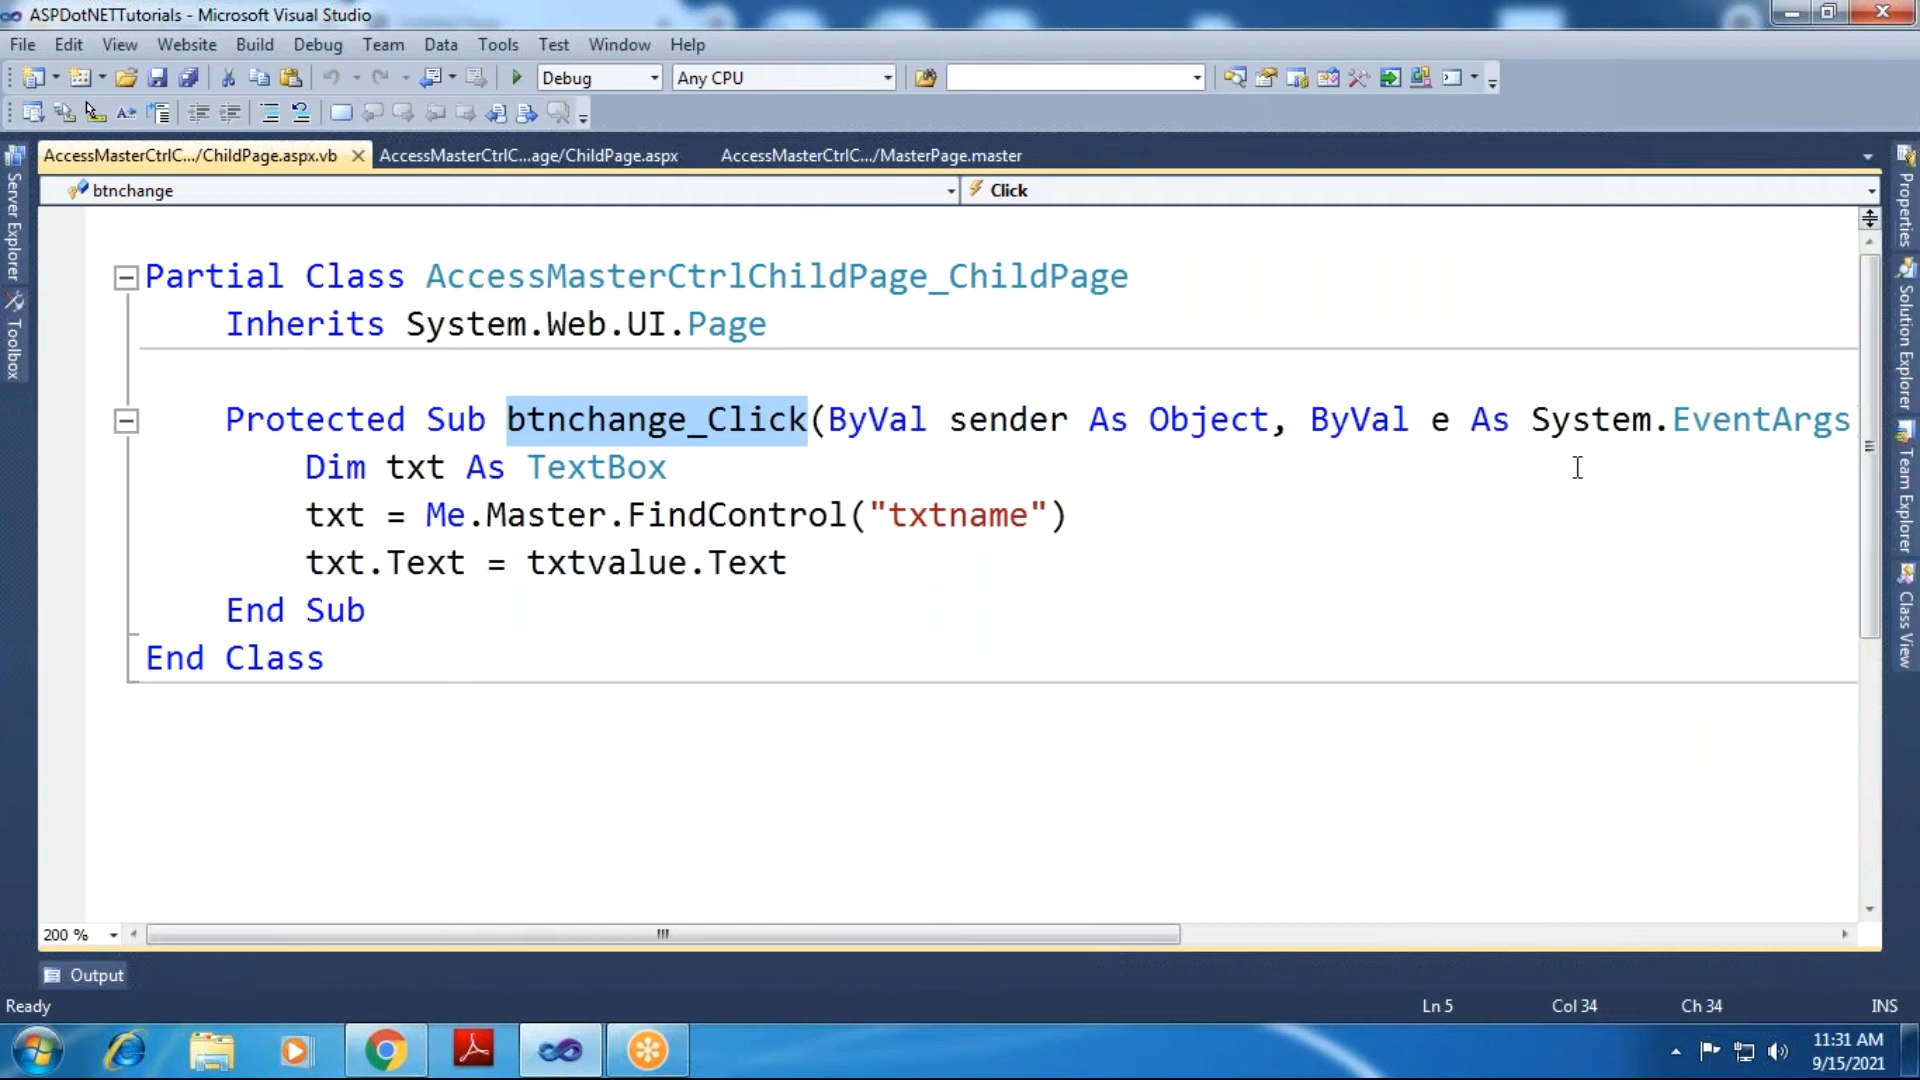 ASPDotNETTutorials - Microsoft Visual Studio
File Edit View Website Build Debug Team Data Tools Test Window Help
Debug Any CPU
AccessMasterCtrlC.../ChildPage.aspx.vb AccessMasterCtrlC...age/ChildPage.aspx AccessMasterCtrlC.../MasterPage.master
btnchange Click
Server Explorer
Toolbox
Properties
Solution Explorer
Team Explorer
Class View
Partial Class AccessMasterCtrlChildPage_ChildPage
Inherits System.Web.UI.Page
Protected Sub btnchange_Click(ByVal sender As Object, ByVal e As System.EventArgs
Dim txt As TextBox
txt = Me.Master.FindControl("txtname")
txt.Text = txtvalue.Text
End Sub
End Class
200 %
Output
Ready Ln 5 Col 34 Ch 34 INS
11:31 AM
9/15/2021